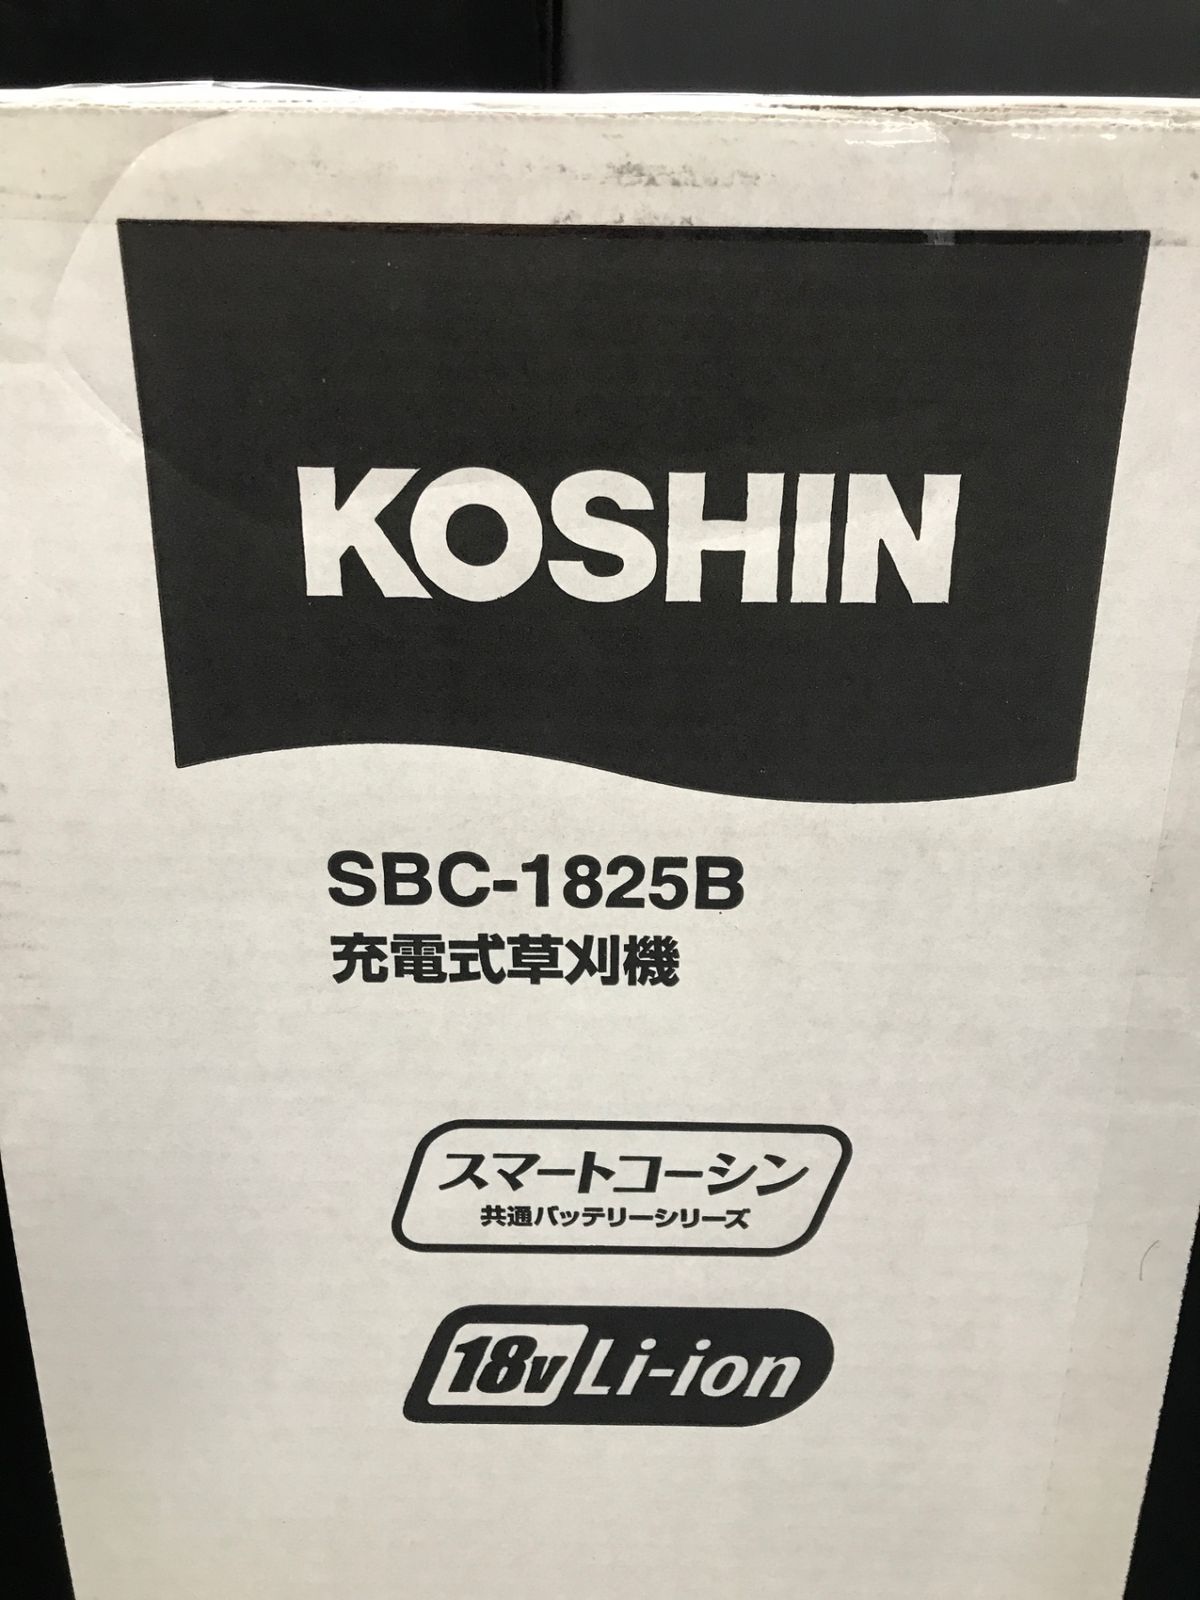 KOSHIN
SBC-1825B
充電式草刈機
スマートコーシン
共通バッテリーシリーズ
18v Li-ion